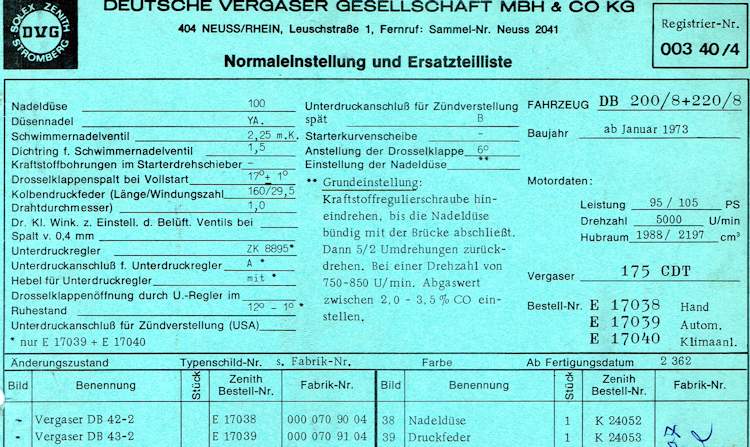 DEUTSCHE VERGASER GESELLSCHAFT MBH & CO KG
SOLEX ZENITH STROMBERG
DVG
404 NEUSS/RHEIN, Leuschstraße 1, Fernruf: Sammel-Nr. Neuss 2041
Registrier-Nr.
003 40/4
Normaleinstellung und Ersatzteilliste
Nadeldüse 100
Düsennadel YA.
Schwimmernadelventil 2,25 m.K.
Dichtring f. Schwimmernadelventil 1,5
Kraftstoffbohrungen im Starterdrehschieber –
Drosselklappenspalt bei Vollstart 17°± 1°
Kolbendruckfeder (Länge/Windungszahl 160/29,5
Drahtdurchmesser) 1,0
Dr. Kl. Wink. z. Einstell. d. Belüft. Ventils bei
Spalt v. 0,4 mm
Unterdruckregler ZK 8895*
Unterdruckanschluß f. Unterdruckregler A *
Hebel für Unterdruckregler mit *
Drosselklappenöffnung durch U.-Regler im
Ruhestand 12° – 1° *
Unterdruckanschluß für Zündverstellung (USA)
* nur E 17039 + E 17040
Unterdruckanschluß für Zündverstellung
spät B
Starterkurvenscheibe –
Anstellung der Drosselklappe 6°
Einstellung der Nadeldüse **
** Grundeinstellung:
Kraftstoffregulierschraube hin-
eindrehen, bis die Nadeldüse
bündig mit der Brücke abschließt.
Dann 5/2 Umdrehungen zurück-
drehen. Bei einer Drehzahl von
750-850 U/min. Abgaswert
zwischen 2,0 - 3,5% CO ein-
stellen.
FAHRZEUG DB 200/8+220/8
Baujahr ab Januar 1973
Motordaten:
Leistung 95 / 105 PS
Drehzahl 5000 U/min
Hubraum 1988/ 2197 cm³
Vergaser 175 CDT
Bestell-Nr. E 17038 Hand
E 17039 Autom.
E 17040 Klimaanl.
Änderungszustand Typenschild-Nr. s. Fabrik-Nr. Farbe Ab Fertigungsdatum 2 362
Bild Benennung Stück Zenith Bestell-Nr. Fabrik-Nr. Bild Benennung Stück Zenith Bestell-Nr. Fabrik-Nr.
- Vergaser DB 42-2 E 17038 000 070 90 04 38 Nadeldüse 1 K 24052
- Vergaser DB 43-2 E 17039 000 070 91 04 39 Druckfeder 1 K 24053